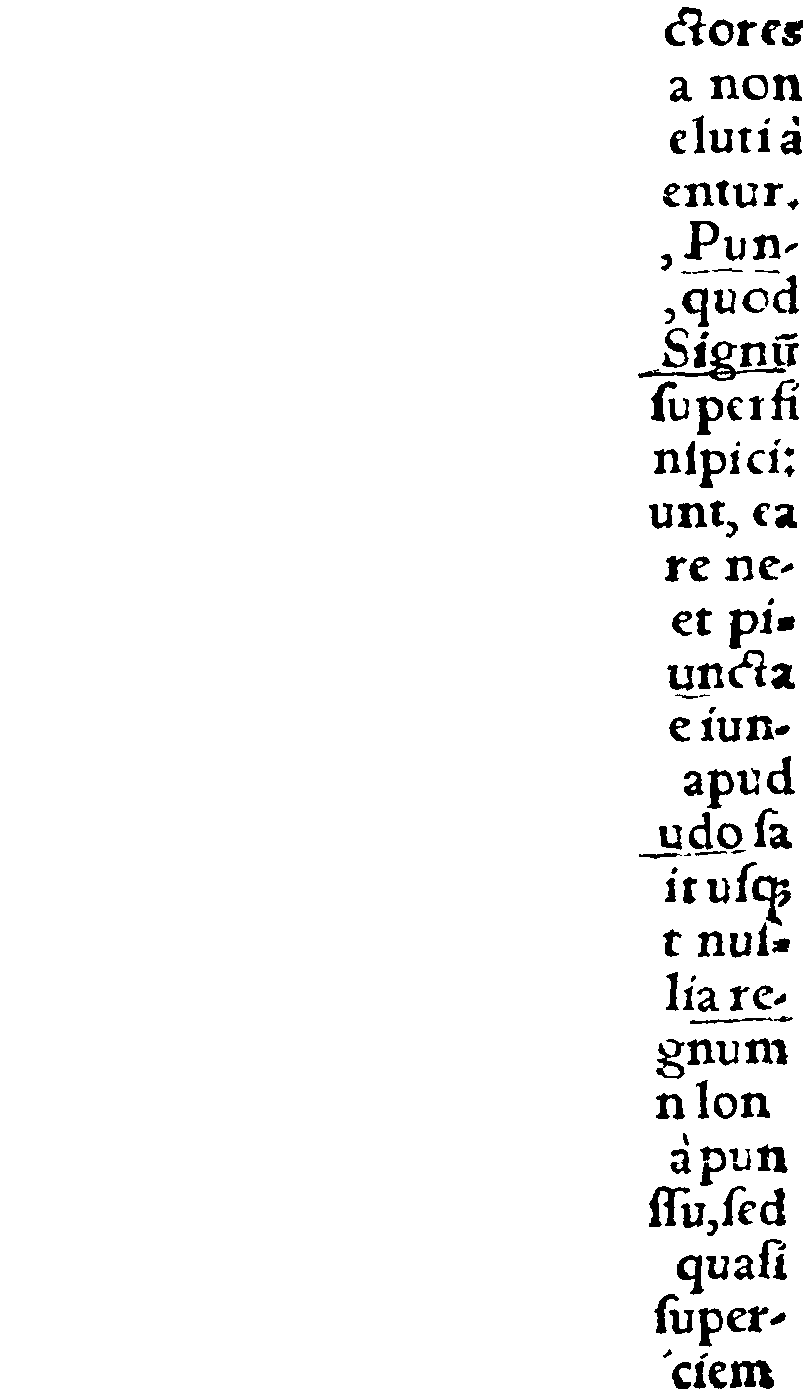 ctores
a non
eluti à
entur.
, Pun-
, quod
Signū
ſuperfi
nſpici:
unt, ea
re ne-
et pi-
uncta
e iun-
apud
udo ſa
it uſq;
t nul-
lia re-
gnum
n lon
à pun
ſſu, ſed
quaſi
ſuper-
ciem